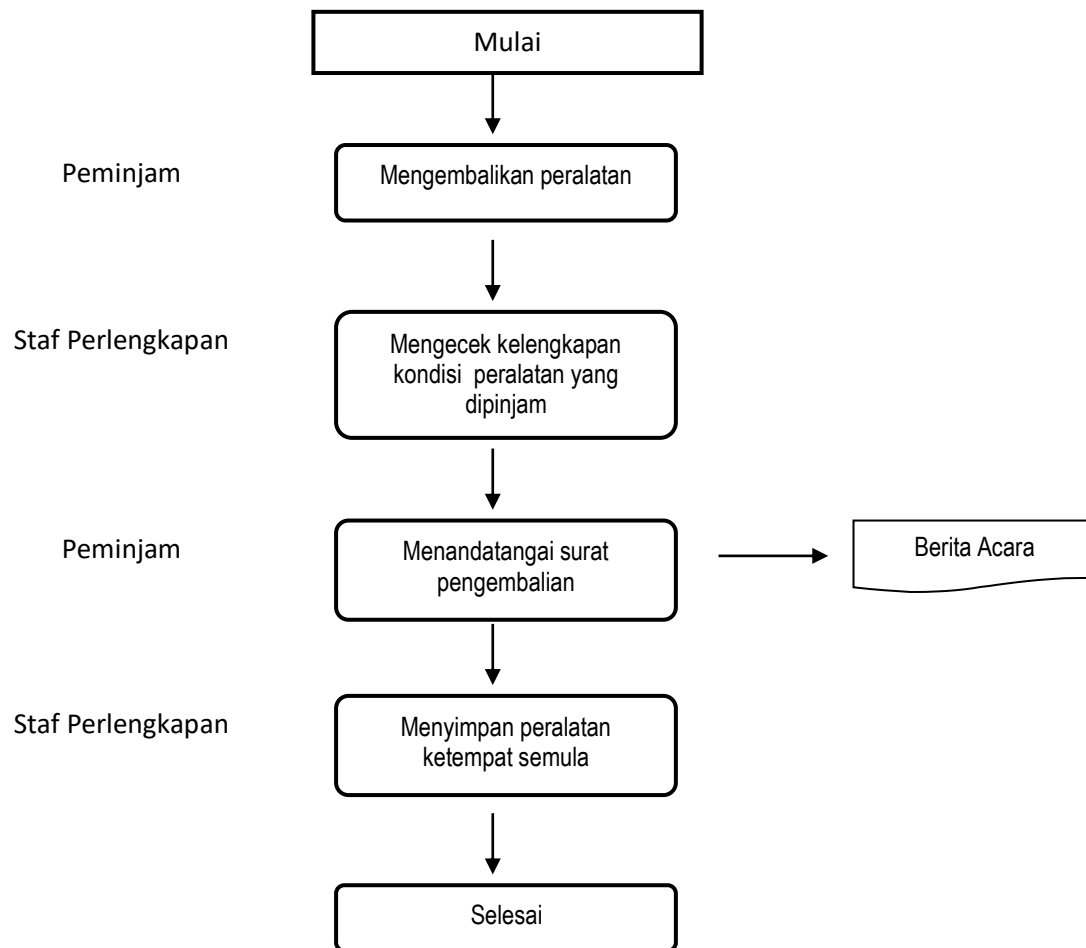 Mulai
Peminjam
Mengembalikan peralatan
Staf Perlengkapan
Mengecek kelengkapan
kondisi  peralatan yang
dipinjam
Peminjam
Menandatangai surat
pengembalian
Berita Acara
Staf Perlengkapan
Menyimpan peralatan
ketempat semula
Selesai